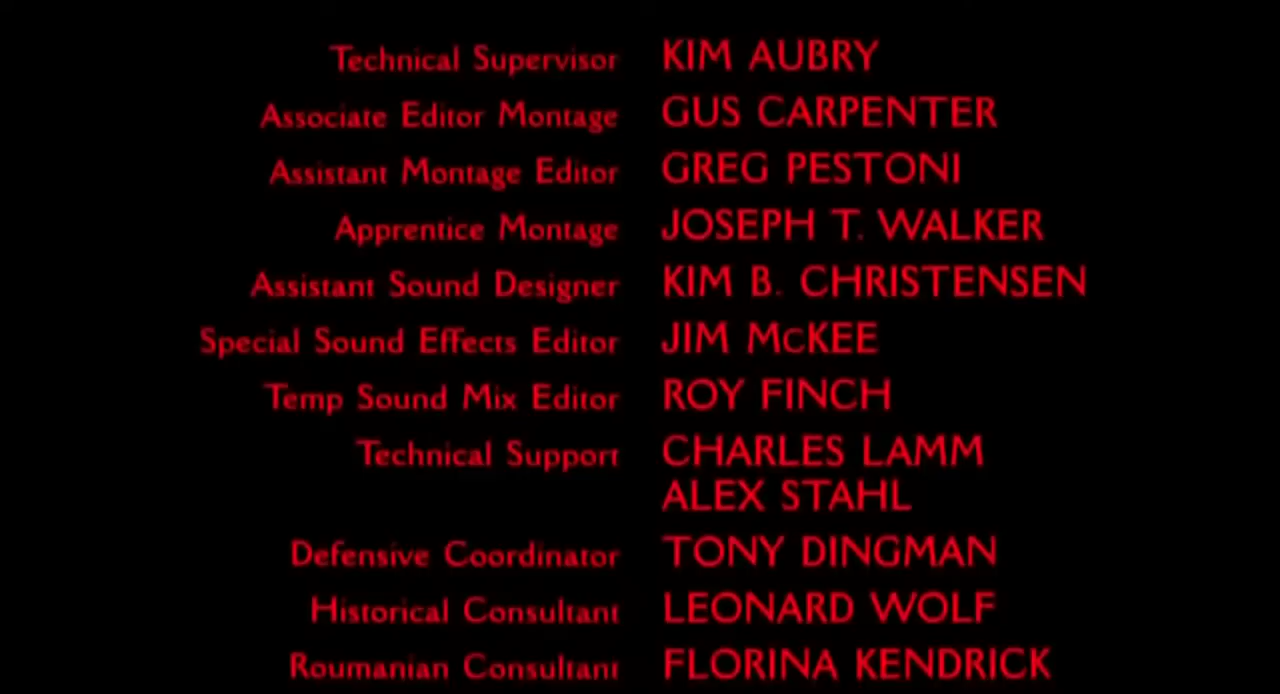 Technical Supervisor KIM AUBRY
Associate Editor Montage GUS CARPENTER
Assistant Montage Editor GREG PESTONI
Apprentice Montage JOSEPH T. WALKER
Assistant Sound Designer KIM B. CHRISTENSEN
Special Sound Effects Editor JIM McKEE
Temp Sound Mix Editor ROY FINCH
Technical Support CHARLES LAMM
ALEX STAHL
Defensive Coordinator TONY DINGMAN
Historical Consultant LEONARD WOLF
Roumanian Consultant FLORINA KENDRICK